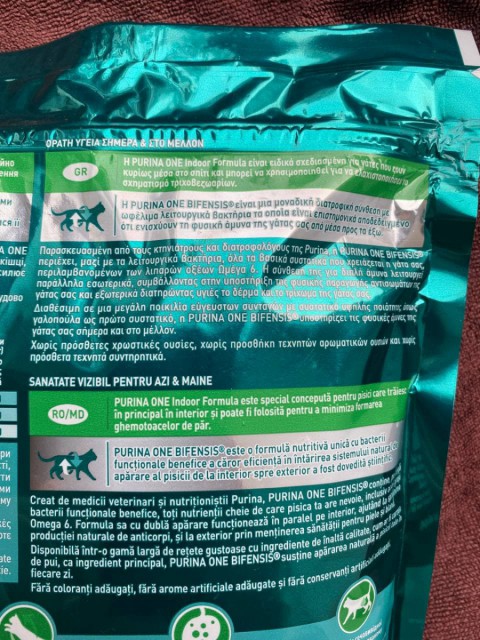 ΟΡΑΤΗ ΥΓΕΙΑ ΣΗΜΕΡΑ & ΣΤΟ ΜΕΛΛΟΝ
GR
Η PURINA ONE Indoor Formula είναι ειδικά σχεδιασμένη για γάτες που ζουν
κυρίως μέσα στο σπίτι και μπορεί να χρησιμοποιηθεί για να ελαχιστοποιήσει το
σχηματισμό τριχοβεζωαρίων.
Η PURINA ONE BIFENSIS® είναι μια μοναδική διατροφική σύνθεση με
ωφέλιμα λειτουργικά βακτήρια τα οποία είναι επιστημονικά αποδεδειγμένο
ότι ενισχύουν τη φυσική άμυνα της γάτας σας από μέσα προς τα έξω.
Παρασκευασμένη από τους κτηνιάτρους και διατροφολόγους της Purina, η PURINA ONE BIFENSIS®
περιέχει, μαζί με τα λειτουργικά βακτήρια, όλα τα βασικά συστατικά που χρειάζεται η γάτα σας,
περιλαμβανομένων των λιπαρών οξέων Ωμέγα 6. Η σύνθεση της για διπλή άμυνα λειτουργεί
παράλληλα εσωτερικά, συμβάλλοντας στην υποστήριξη της φυσικής παραγωγής αντισωμάτων της
γάτας σας και εξωτερικά διατηρώντας υγιές το δέρμα και το τρίχωμα της γάτας σας.
Διαθέσιμη σε μια μεγάλη ποικιλία εύγευστων συνταγών με συστατικά υψηλής ποιότητας όπως
γαλοπούλα ως πρώτο συστατικό, η PURINA ONE BIFENSIS® υποστηρίζει τις φυσικές άμυνες της
γάτας σας σήμερα και στο μέλλον.
Χωρίς πρόσθετες χρωστικές ουσίες, χωρίς προσθήκη τεχνητών αρωματικών ουσιών και χωρίς
πρόσθετα τεχνητά συντηρητικά.
SANATATE VIZIBIL PENTRU AZI & MAINE
RO/MD
PURINA ONE Indoor Formula este special concepută pentru pisici care trăiesc
în principal în interior și poate fi folosită pentru a minimiza formarea
ghemotoacelor de păr.
PURINA ONE BIFENSIS® este o formulă nutritivă unică cu bacterii
funcționale benefice a căror eficiență în întărirea sistemului natural de
apărare al pisicii de la interior spre exterior a fost dovedită științific.
Creat de medicii veterinari și nutriționiștii Purina, PURINA ONE BIFENSIS® conține,
bacterii funcționale benefice, toți nutrienții cheie de care pisica ta are nevoie, inclusiv
Omega 6. Formula sa cu dublă apărare funcționează în paralel pe interior, ajutând la
producției naturale de anticorpi, și la exterior prin menținerea sănătății pentru piele și
Disponibilă într-o gamă largă de rețete gustoase cu ingrediente de înaltă calitate, cum ar fi
de pui, ca ingredient principal, PURINA ONE BIFENSIS® susține apărarea naturală a
fiecare zi.
Fără coloranți adăugați, fără arome artificiale adăugate și fără conservanți artificiali adăugați.